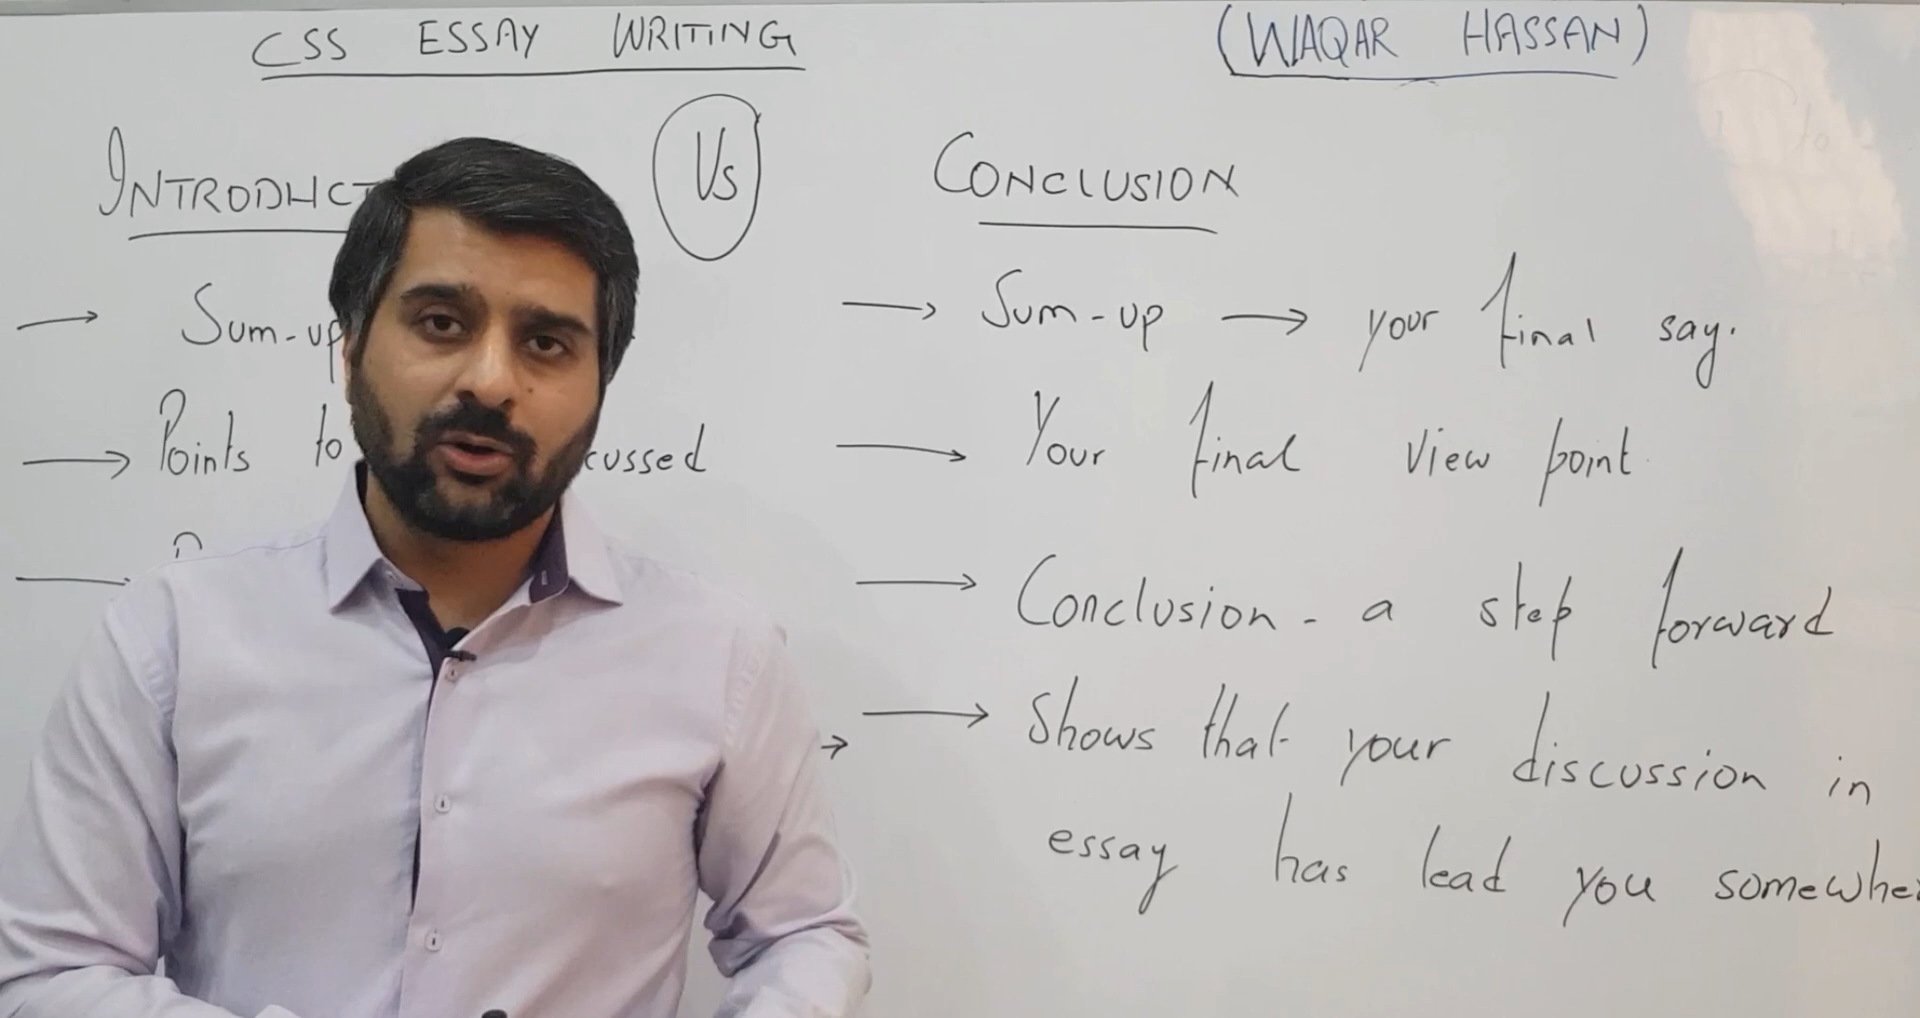 CSS ESSAY WRITING
(WAQAR HASSAN)
Vs
CONCLUSION
→ Sum-up
→ Points to
→ Sum-up → your final say.
→ Your final view point
→ Conclusion - a step forward
→ Shows that your discussion in
essay has lead you